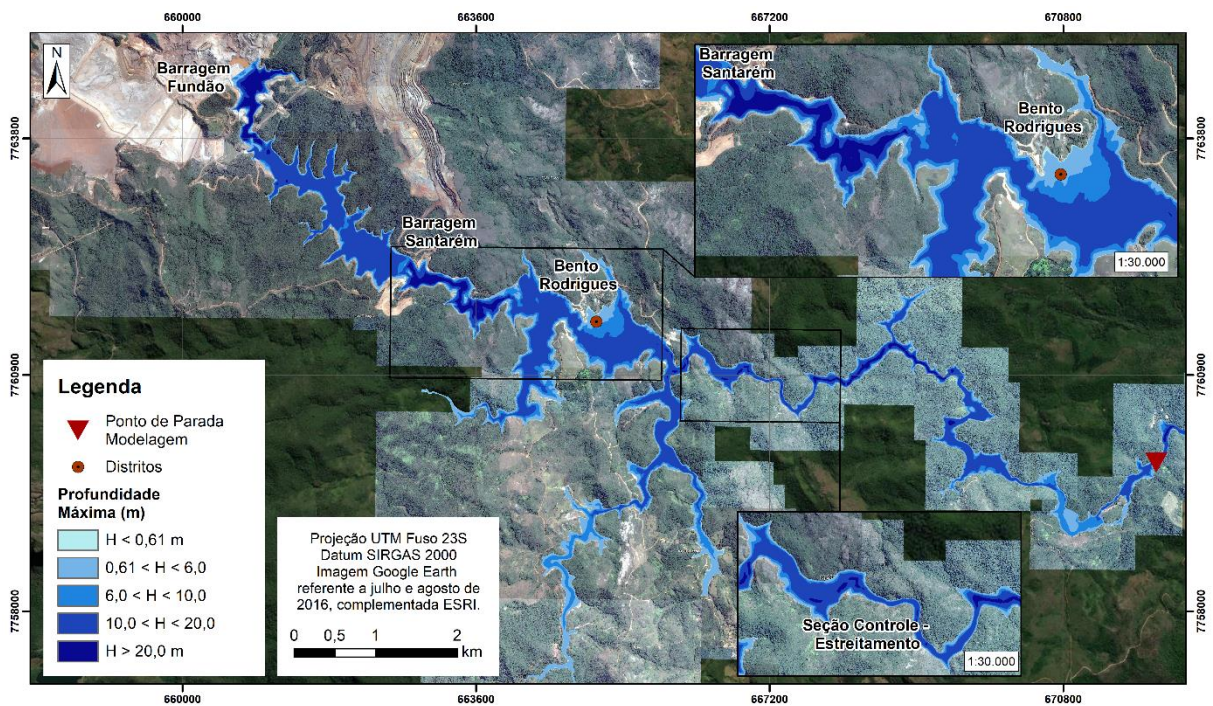 660000
663600
667200
670800
N
Barragem
Fundão
Barragem
Santarém
Bento
Rodrigues
1:30.000
7763800
7763800
Barragem
Santarém
Bento
Rodrigues
7760900
7760900
Legenda
Ponto de Parada
Modelagem
Distritos
Profundidade
Máxima (m)
H < 0,61 m
0,61 < H < 6,0
6,0 < H < 10,0
10,0 < H < 20,0
H > 20,0 m
Projeção UTM Fuso 23S
Datum SIRGAS 2000
Imagem Google Earth
referente a julho e agosto de
2016, complementada ESRI.
0 0,5 1 2
km
Seção Controle -
Estreitamento
1:30.000
7758000
7758000
660000
663600
667200
670800